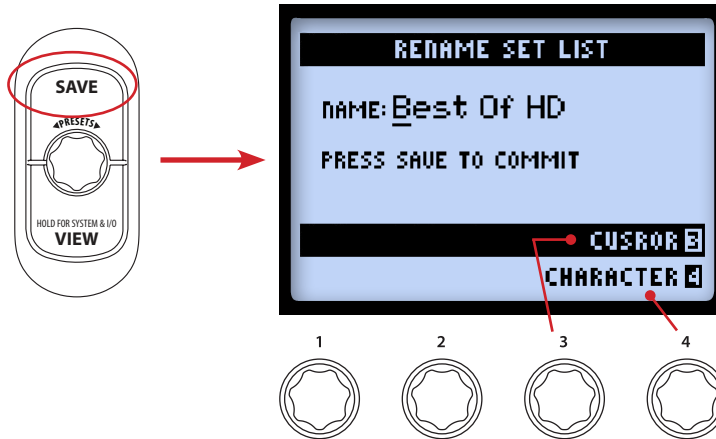 SAVE
◀PRESETS▶
HOLD FOR SYSTEM & I/O
VIEW
RENAME SET LIST
NAME: Best Of HD
PRESS SAVE TO COMMIT
CUSROR 3
CHARACTER 4
1 2 3 4